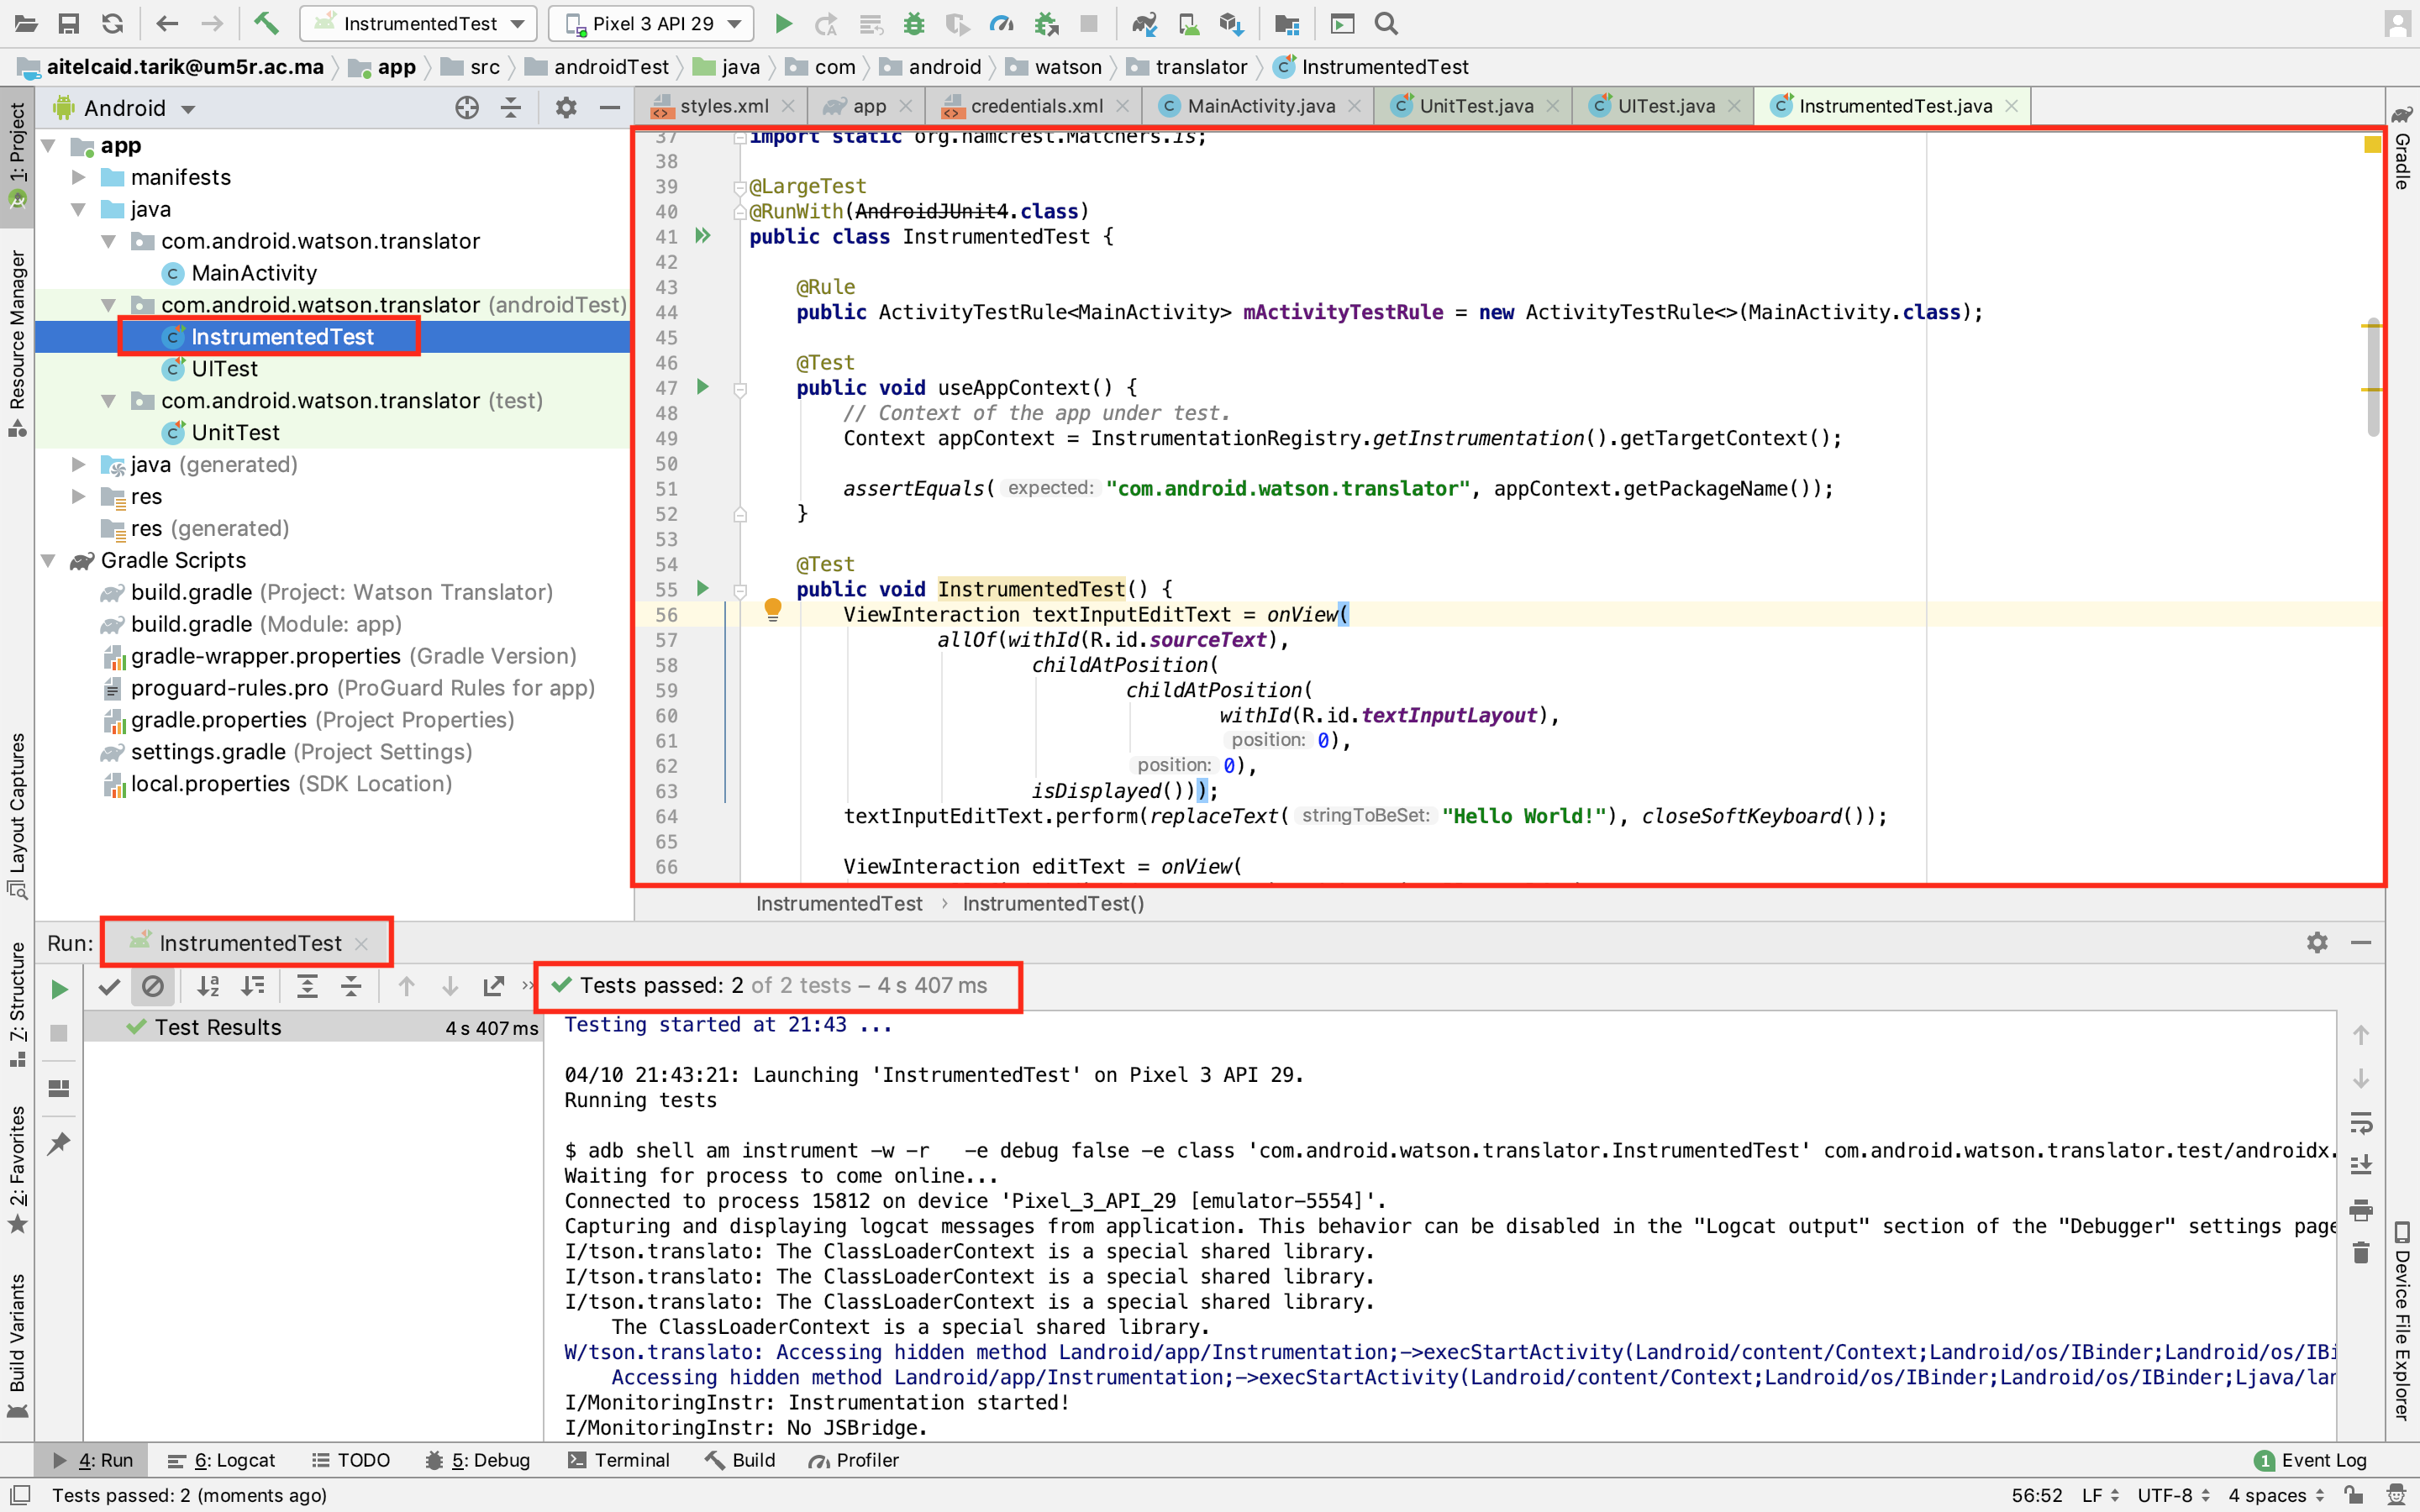 InstrumentedTest
Pixel 3 API 29
aitelcaid.tarik@um5r.ac.ma
app
src
androidTest
java
com
android
watson
translator
InstrumentedTest
1: Project
Resource Manager
Layout Captures
7: Structure
2: Favorites
Build Variants
Android
app
manifests
java
com.android.watson.translator
MainActivity
com.android.watson.translator (androidTest)
InstrumentedTest
UITest
com.android.watson.translator (test)
UnitTest
java (generated)
res
res (generated)
Gradle Scripts
build.gradle (Project: Watson Translator)
build.gradle (Module: app)
gradle-wrapper.properties (Gradle Version)
proguard-rules.pro (ProGuard Rules for app)
gradle.properties (Project Properties)
settings.gradle (Project Settings)
local.properties (SDK Location)
styles.xml
app
credentials.xml
MainActivity.java
UnitTest.java
UITest.java
InstrumentedTest.java
37 import static org.hamcrest.Matchers.is;
38
39 @LargeTest
40 @RunWith(AndroidJUnit4.class)
41 public class InstrumentedTest {
42
43 @Rule
44 public ActivityTestRule<MainActivity> mActivityTestRule = new ActivityTestRule<>(MainActivity.class);
45
46 @Test
47 public void useAppContext() {
48 // Context of the app under test.
49 Context appContext = InstrumentationRegistry.getInstrumentation().getTargetContext();
50
51 assertEquals( expected: "com.android.watson.translator", appContext.getPackageName());
52 }
53
54 @Test
55 public void InstrumentedTest() {
56 ViewInteraction textInputEditText = onView(
57 allOf(withId(R.id.sourceText),
58 childAtPosition(
59 childAtPosition(
60 withId(R.id.textInputLayout),
61 position: 0),
62 position: 0),
63 isDisplayed()));
64 textInputEditText.perform(replaceText( stringToBeSet: "Hello World!"), closeSoftKeyboard());
65
66 ViewInteraction editText = onView(
InstrumentedTest › InstrumentedTest()
Gradle
Device File Explorer
Run: InstrumentedTest
Tests passed: 2 of 2 tests – 4 s 407 ms
Test Results 4 s 407 ms
Testing started at 21:43 ...
04/10 21:43:21: Launching 'InstrumentedTest' on Pixel 3 API 29.
Running tests
$ adb shell am instrument -w -r -e debug false -e class 'com.android.watson.translator.InstrumentedTest' com.android.watson.translator.test/androidx.
Waiting for process to come online...
Connected to process 15812 on device 'Pixel_3_API_29 [emulator-5554]'.
Capturing and displaying logcat messages from application. This behavior can be disabled in the "Logcat output" section of the "Debugger" settings page
I/tson.translato: The ClassLoaderContext is a special shared library.
I/tson.translato: The ClassLoaderContext is a special shared library.
I/tson.translato: The ClassLoaderContext is a special shared library.
The ClassLoaderContext is a special shared library.
W/tson.translato: Accessing hidden method Landroid/app/Instrumentation;->execStartActivity(Landroid/content/Context;Landroid/os/IBinder;Landroid/os/IBi
Accessing hidden method Landroid/app/Instrumentation;->execStartActivity(Landroid/content/Context;Landroid/os/IBinder;Landroid/os/IBinder;Ljava/lan
I/MonitoringInstr: Instrumentation started!
I/MonitoringInstr: No JSBridge.
4: Run
6: Logcat
TODO
5: Debug
Terminal
Build
Profiler
1 Event Log
Tests passed: 2 (moments ago)
56:52 LF UTF-8 4 spaces